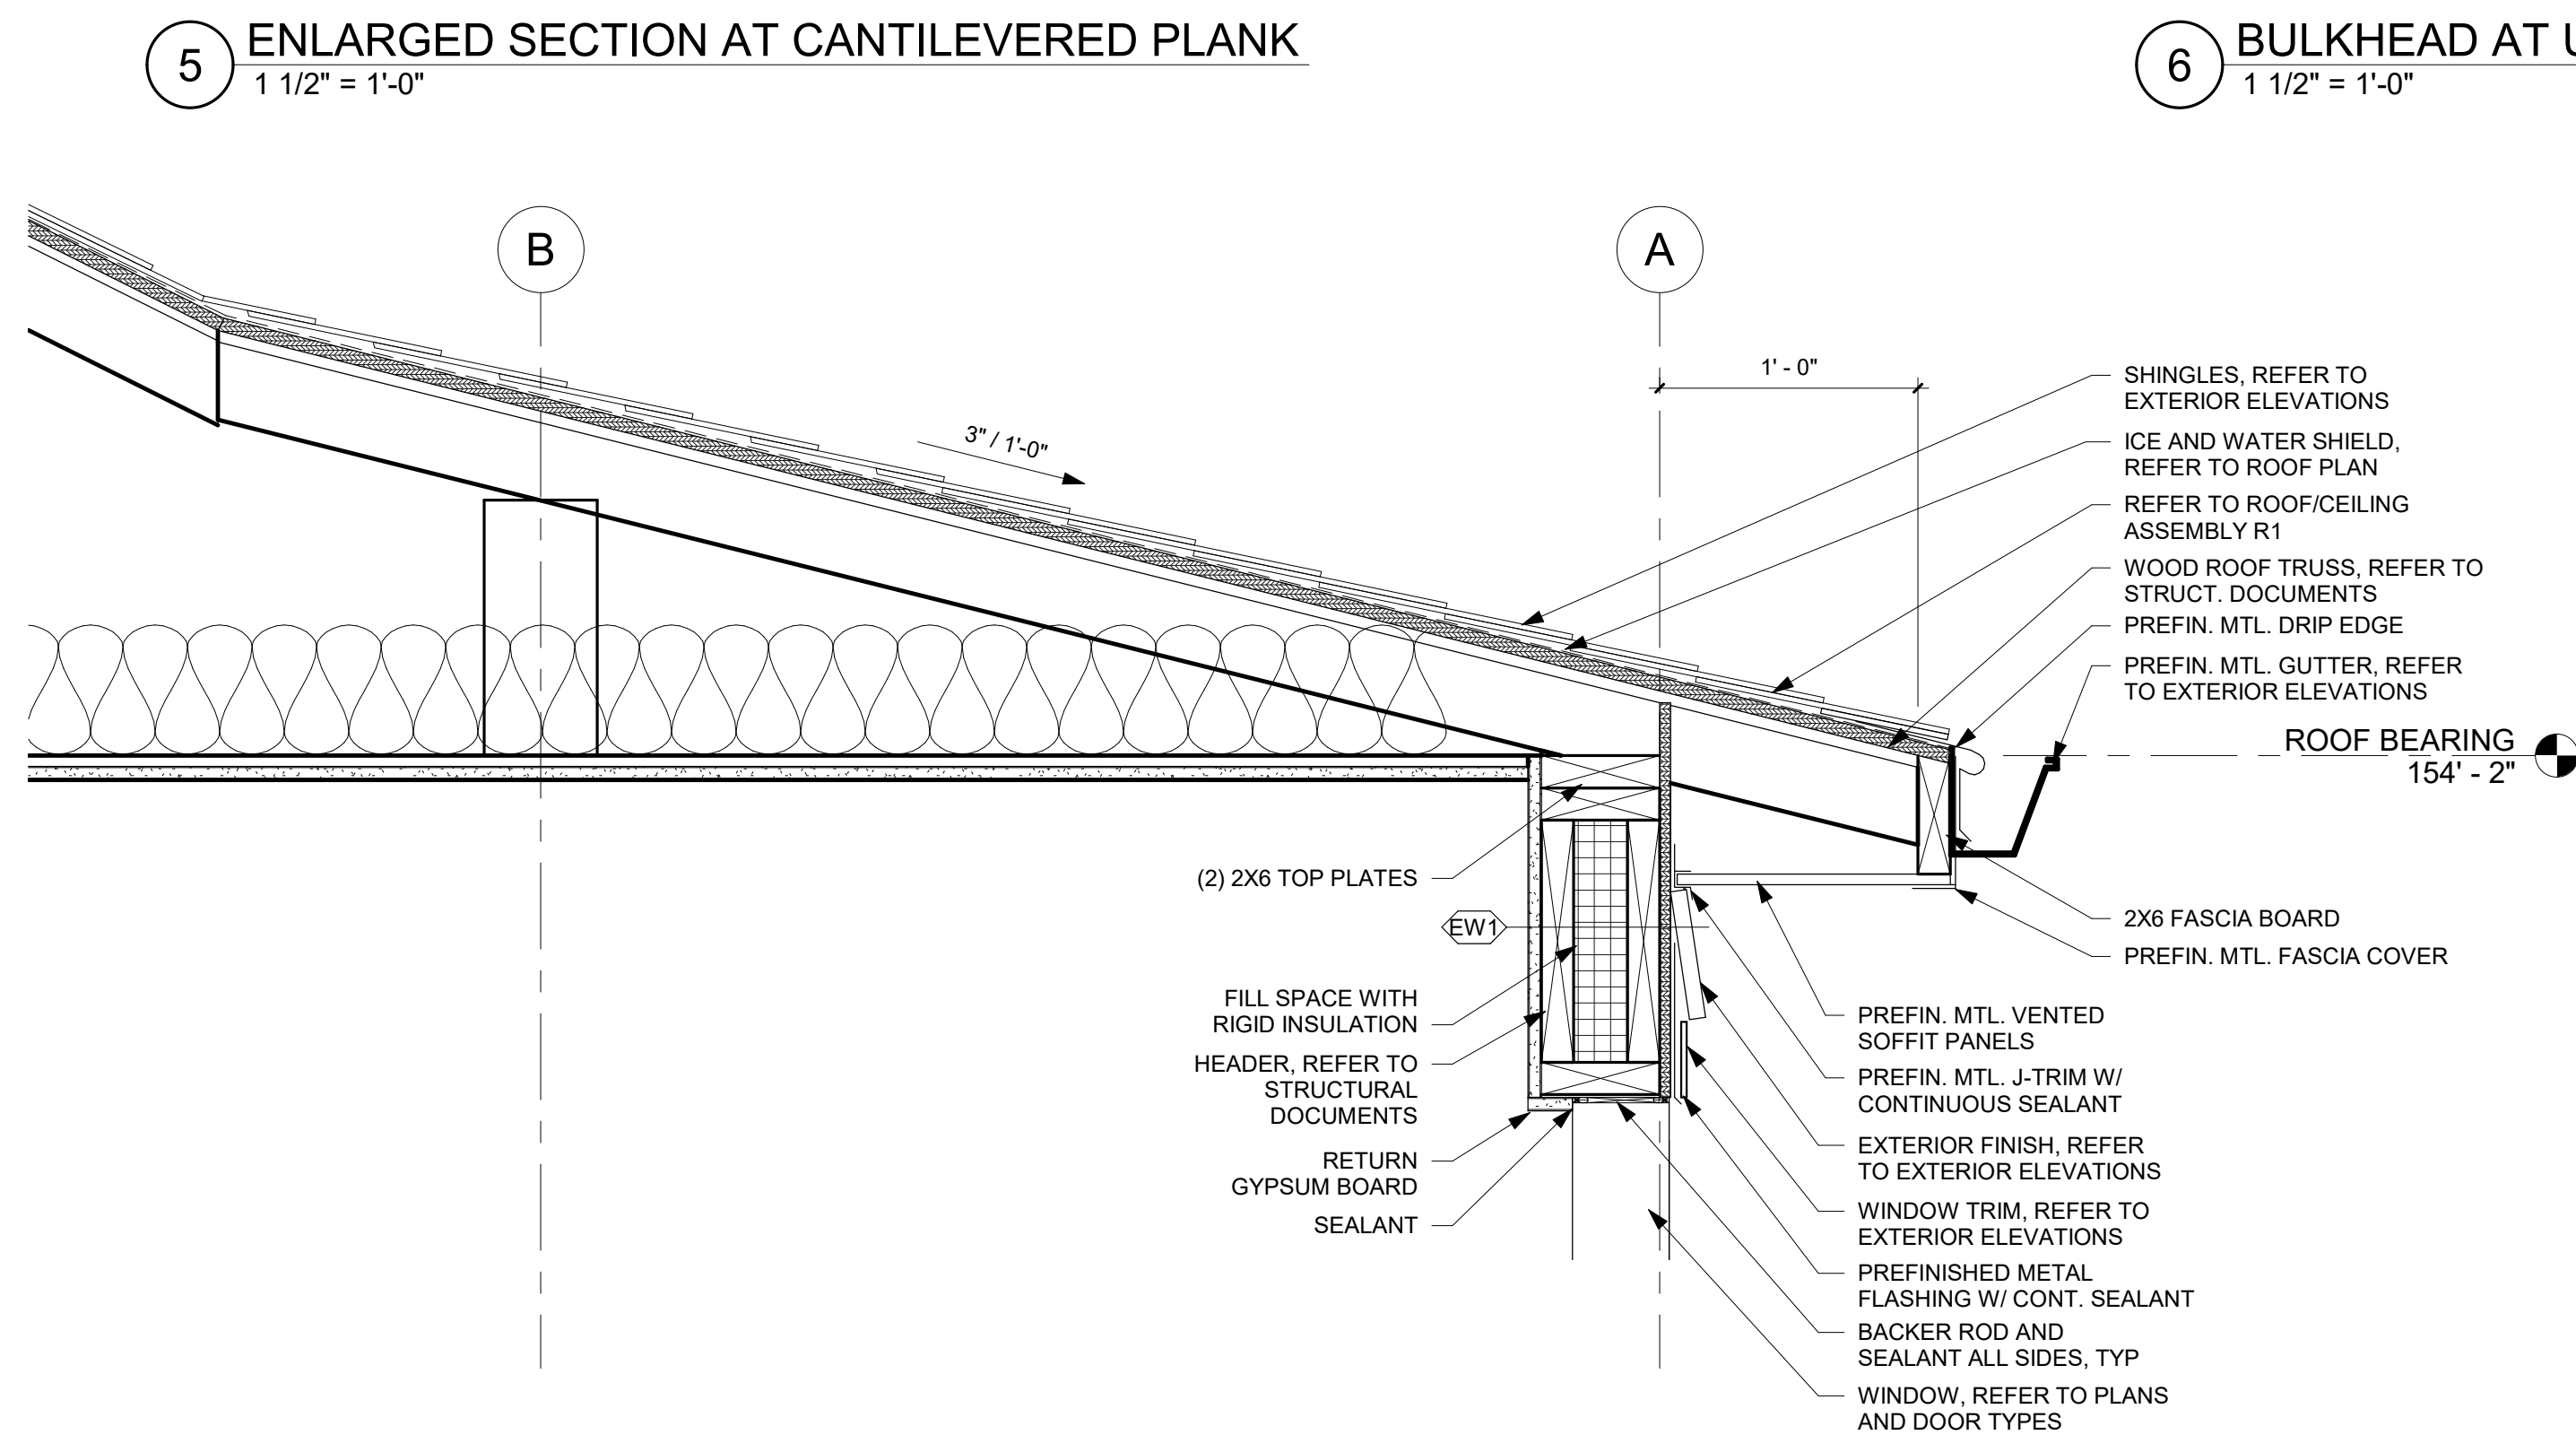 5
ENLARGED SECTION AT CANTILEVERED PLANK
1 1/2" = 1'-0"
6
BULKHEAD AT
1 1/2" = 1'-0"
B
A
1' - 0"
3" / 1'-0"
SHINGLES, REFER TO
EXTERIOR ELEVATIONS
ICE AND WATER SHIELD,
REFER TO ROOF PLAN
REFER TO ROOF/CEILING
ASSEMBLY R1
WOOD ROOF TRUSS, REFER TO
STRUCT. DOCUMENTS
PREFIN. MTL. DRIP EDGE
PREFIN. MTL. GUTTER, REFER
TO EXTERIOR ELEVATIONS
ROOF BEARING
154' - 2"
(2) 2X6 TOP PLATES
EW1
FILL SPACE WITH
RIGID INSULATION
HEADER, REFER TO
STRUCTURAL
DOCUMENTS
RETURN
GYPSUM BOARD
SEALANT
2X6 FASCIA BOARD
PREFIN. MTL. FASCIA COVER
PREFIN. MTL. VENTED
SOFFIT PANELS
PREFIN. MTL. J-TRIM W/
CONTINUOUS SEALANT
EXTERIOR FINISH, REFER
TO EXTERIOR ELEVATIONS
WINDOW TRIM, REFER TO
EXTERIOR ELEVATIONS
PREFINISHED METAL
FLASHING W/ CONT. SEALANT
BACKER ROD AND
SEALANT ALL SIDES, TYP
WINDOW, REFER TO PLANS
AND DOOR TYPES